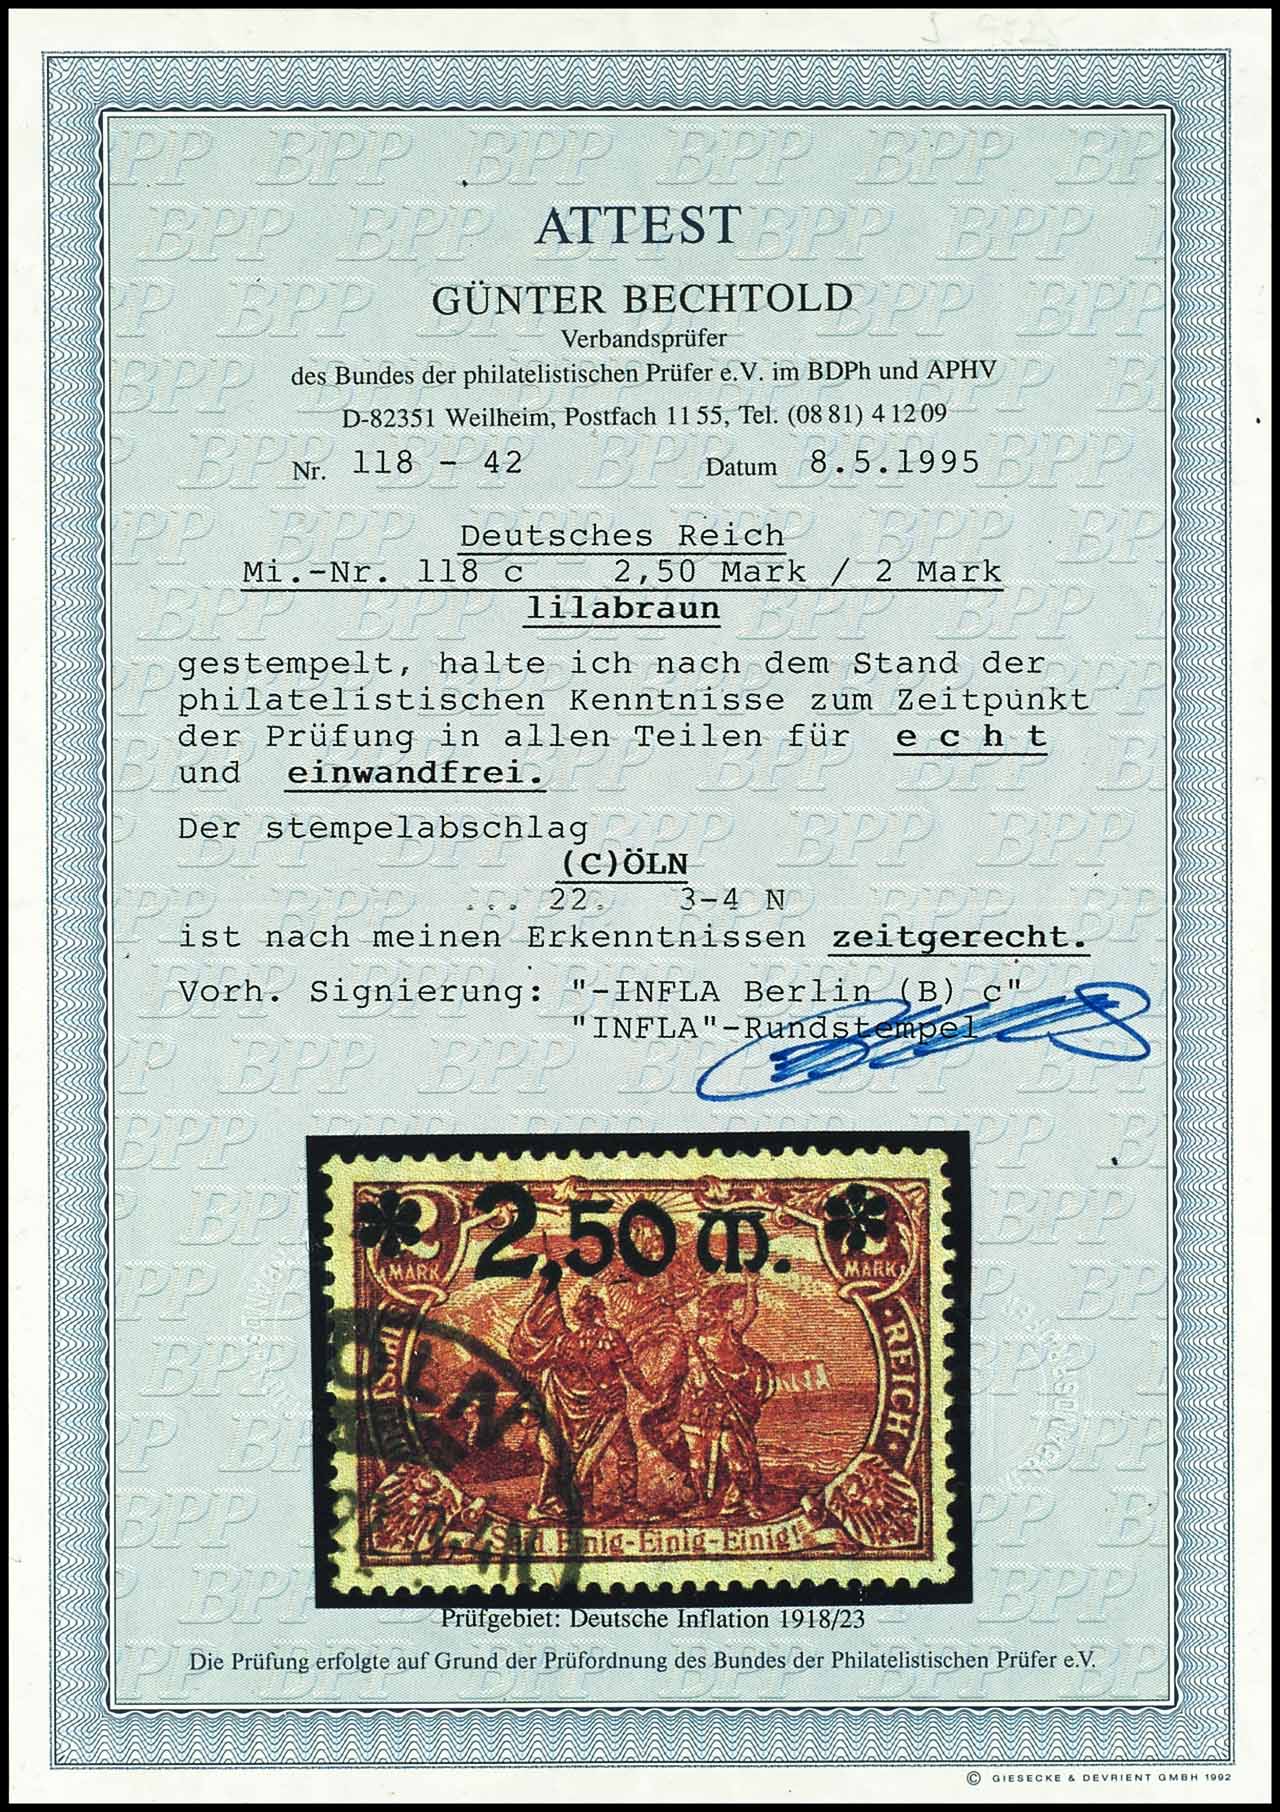 ATTEST
GÜNTER BECHTOLD
Verbandsprüfer
des Bundes der philatelistischen Prüfer e.V. im BDPh und APHV
D-82351 Weilheim, Postfach 11 55, Tel. (08 81) 4 12 09
Nr. 118 - 42 Datum 8.5.1995
Deutsches Reich
Mi.-Nr. 118 c 2,50 Mark / 2 Mark
lilabraun
gestempelt, halte ich nach dem Stand der
philatelistischen Kenntnisse zum Zeitpunkt
der Prüfung in allen Teilen für e c h t
und einwandfrei.
Der stempelabschlag
(C)ÖLN
... 22. 3-4 N
ist nach meinen Erkenntnissen zeitgerecht.
Vorh. Signierung: "-INFLA Berlin (B) c"
"INFLA"-Rundstempel
2,50 M.
2 MARK 2 MARK
REICH
ÖLN
Seid Einig-Einig-Einig!
Prüfgebiet: Deutsche Inflation 1918/23
Die Prüfung erfolgte auf Grund der Prüfordnung des Bundes der Philatelistischen Prüfer e.V.
© GIESECKE & DEVRIENT GMBH 1992